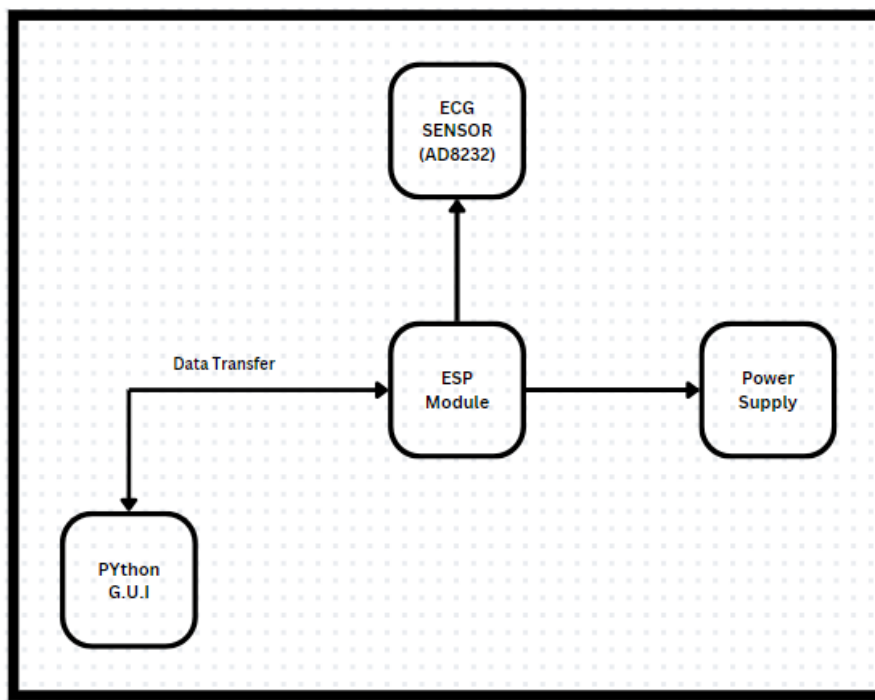 ECG
SENSOR
(AD8232)
Data Transfer
ESP
Module
Power
Supply
PYthon
G.U.I